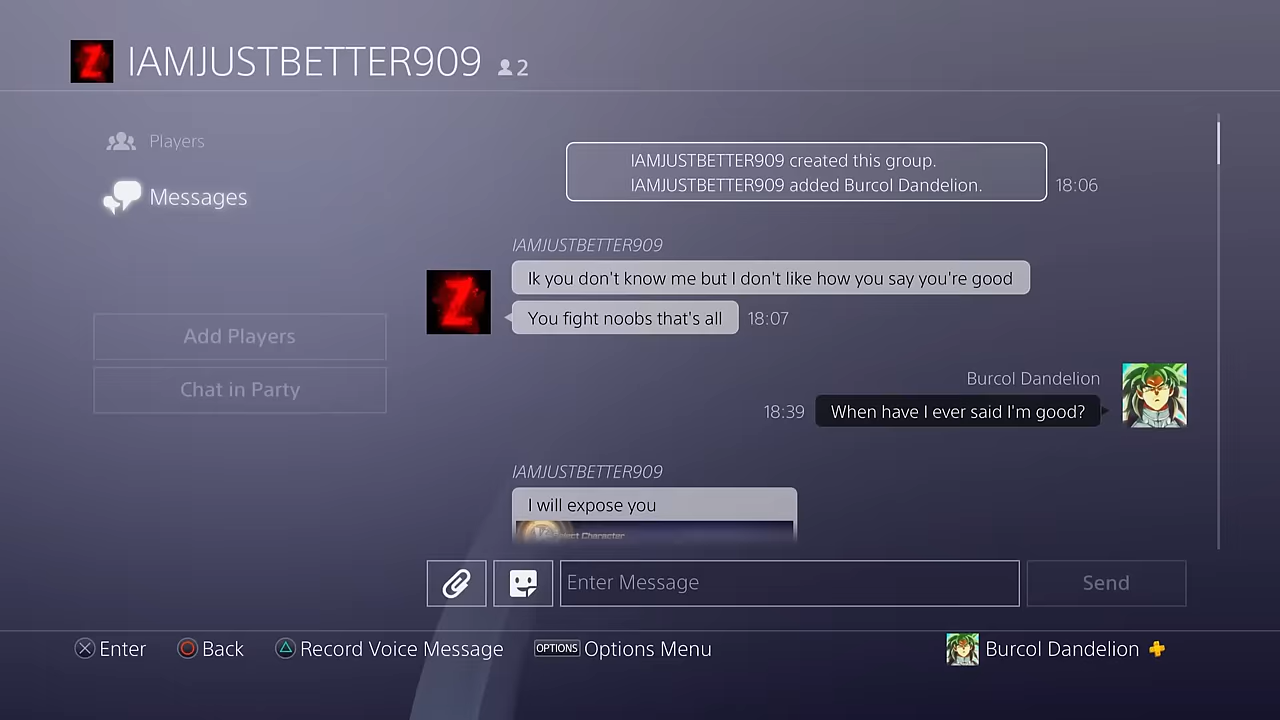 IAMJUSTBETTER909 2
Players
Messages
Add Players
Chat in Party
IAMJUSTBETTER909 created this group.
IAMJUSTBETTER909 added Burcol Dandelion.
18:06
IAMJUSTBETTER909
Ik you don't know me but I don't like how you say you're good
You fight noobs that's all
18:07
Burcol Dandelion
18:39
When have I ever said I'm good?
IAMJUSTBETTER909
I will expose you
Character
Enter Message
Send
Enter
Back
Record Voice Message
OPTIONS Options Menu
Burcol Dandelion